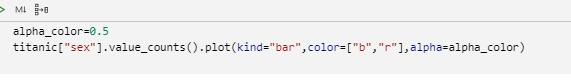 M↓
alpha_color=0.5
titanic["sex"].value_counts().plot(kind="bar",color=["b","r"],alpha=alpha_color)